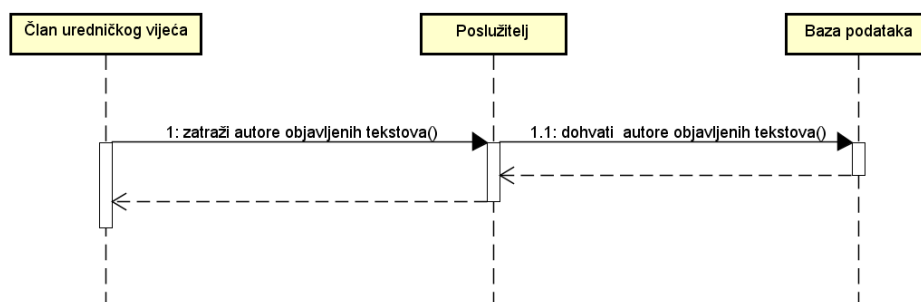 Član uredničkog vijeća
Poslužitelj
Baza podataka
1: zatraži autore objavljenih tekstova()
1.1: dohvati  autore objavljenih tekstova()